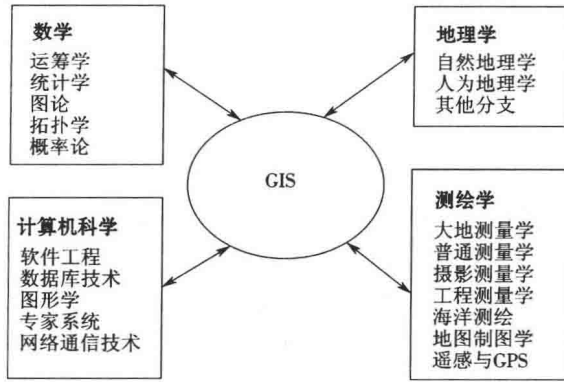 数学
运筹学
统计学
图论
拓扑学
概率论
地理学
自然地理学
人为地理学
其他分支
GIS
计算机科学
软件工程
数据库技术
图形学
专家系统
网络通信技术
测绘学
大地测量学
普通测量学
摄影测量学
工程测量学
海洋测绘
地图制图学
遥感与GPS